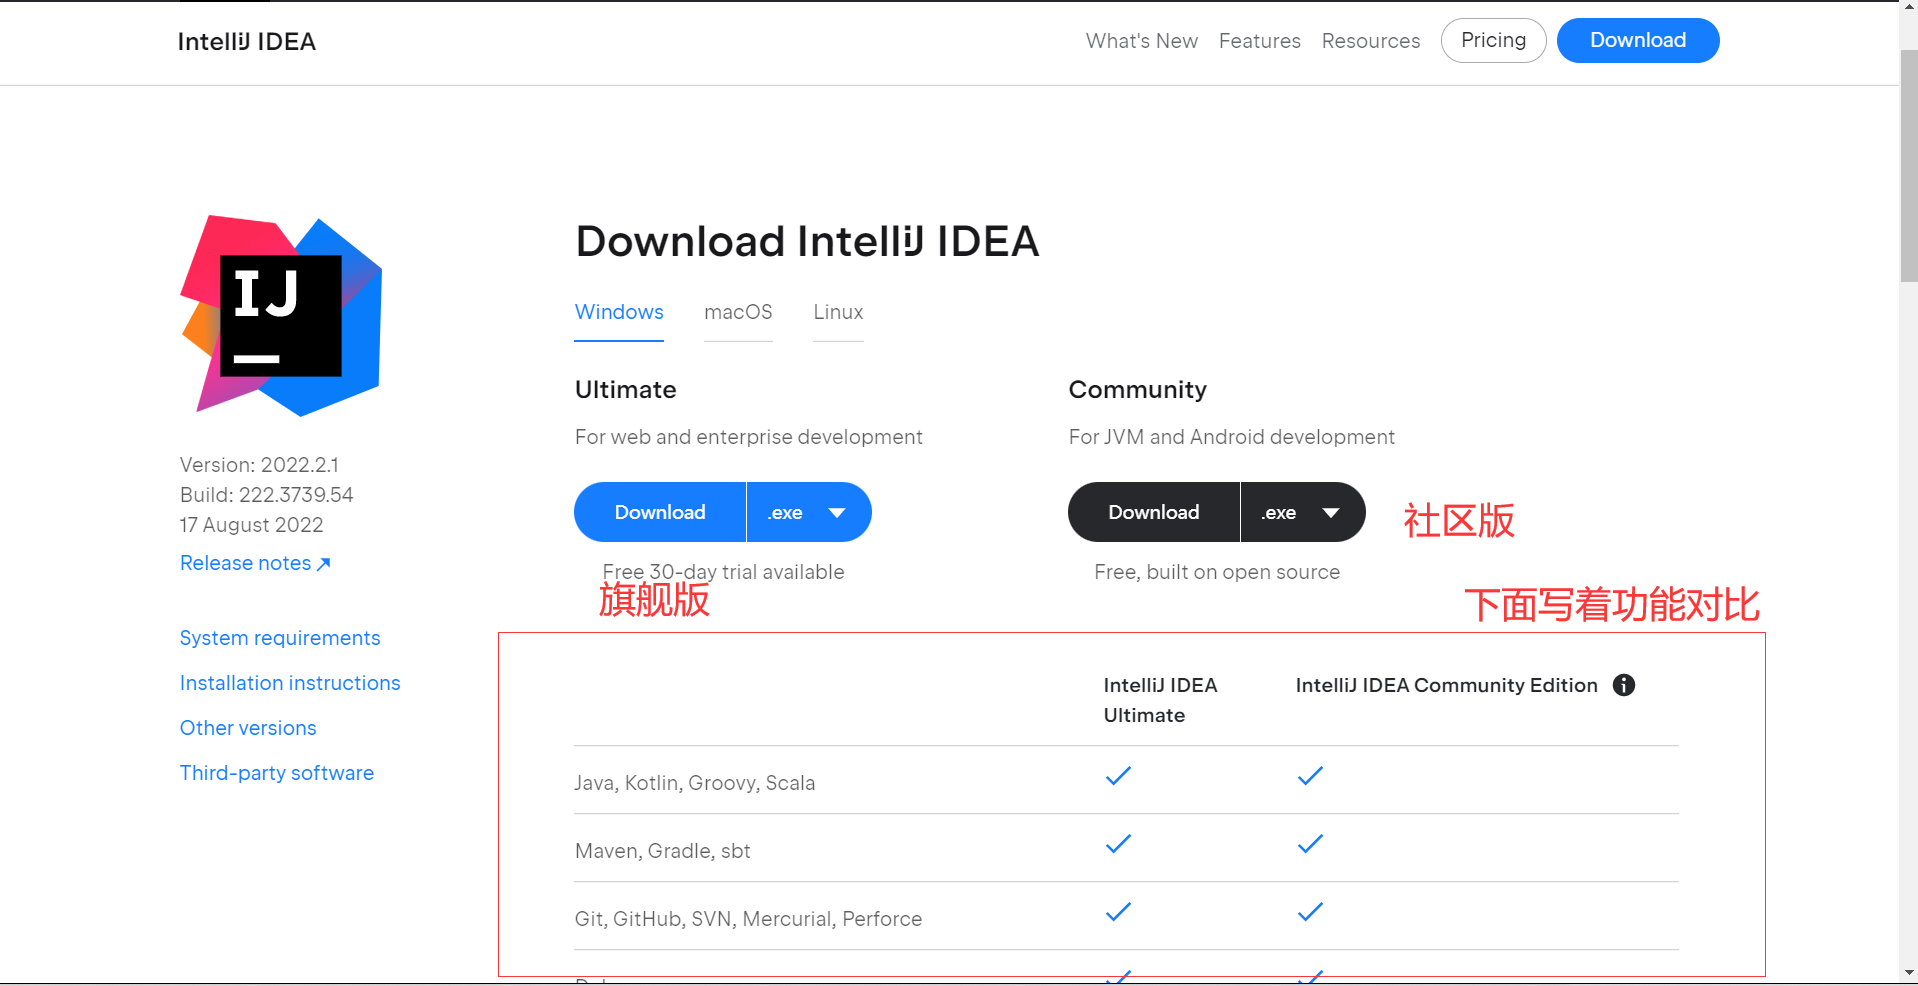 IntelliJ IDEA
What's New
Features
Resources
Pricing
Download
IJ
Version: 2022.2.1
Build: 222.3739.54
17 August 2022
Release notes ↗
System requirements
Installation instructions
Other versions
Third-party software
Download IntelliJ IDEA
Windows
macOS
Linux
Ultimate
For web and enterprise development
Download
.exe
Free 30-day trial available
旗舰版
Community
For JVM and Android development
Download
.exe
社区版
Free, built on open source
下面写着功能对比
IntelliJ IDEA
Ultimate
IntelliJ IDEA Community Edition
Java, Kotlin, Groovy, Scala
Maven, Gradle, sbt
Git, GitHub, SVN, Mercurial, Perforce